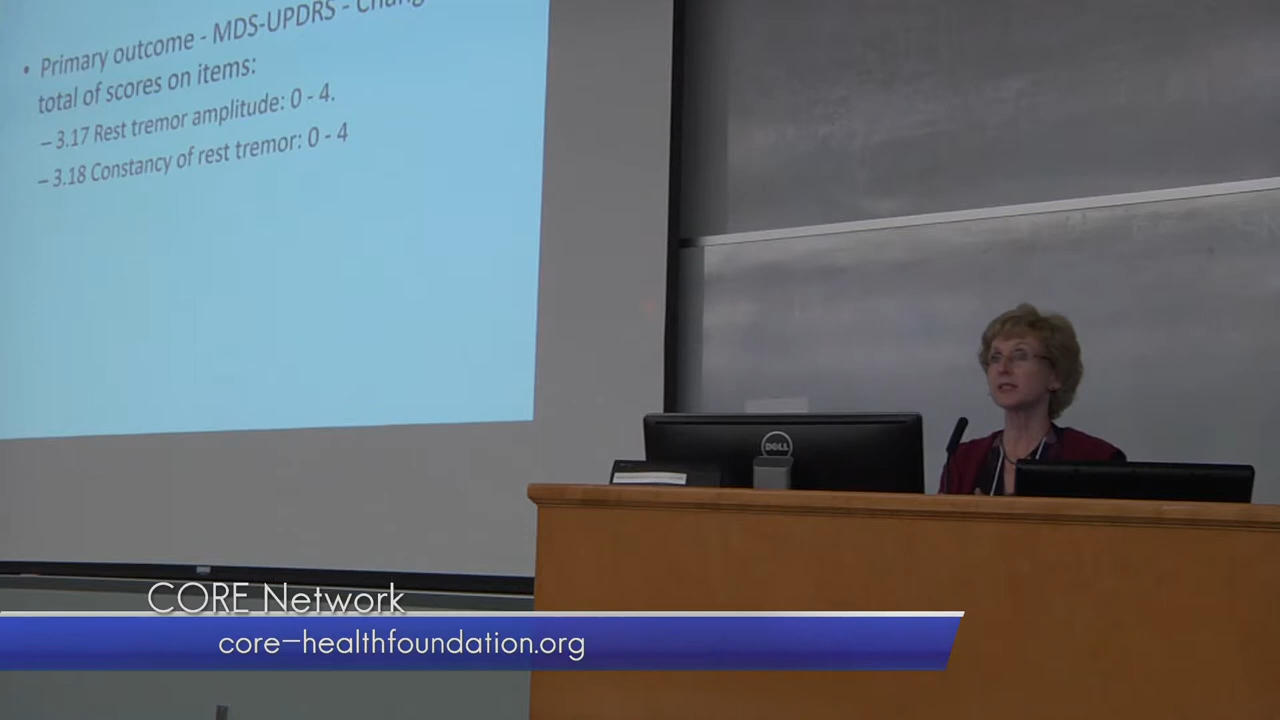 • Primary outcome - MDS-UPDRS - Chang
total of scores on items:
– 3.17 Rest tremor amplitude: 0 - 4.
– 3.18 Constancy of rest tremor: 0 - 4
DELL
CORE Network
core-healthfoundation.org